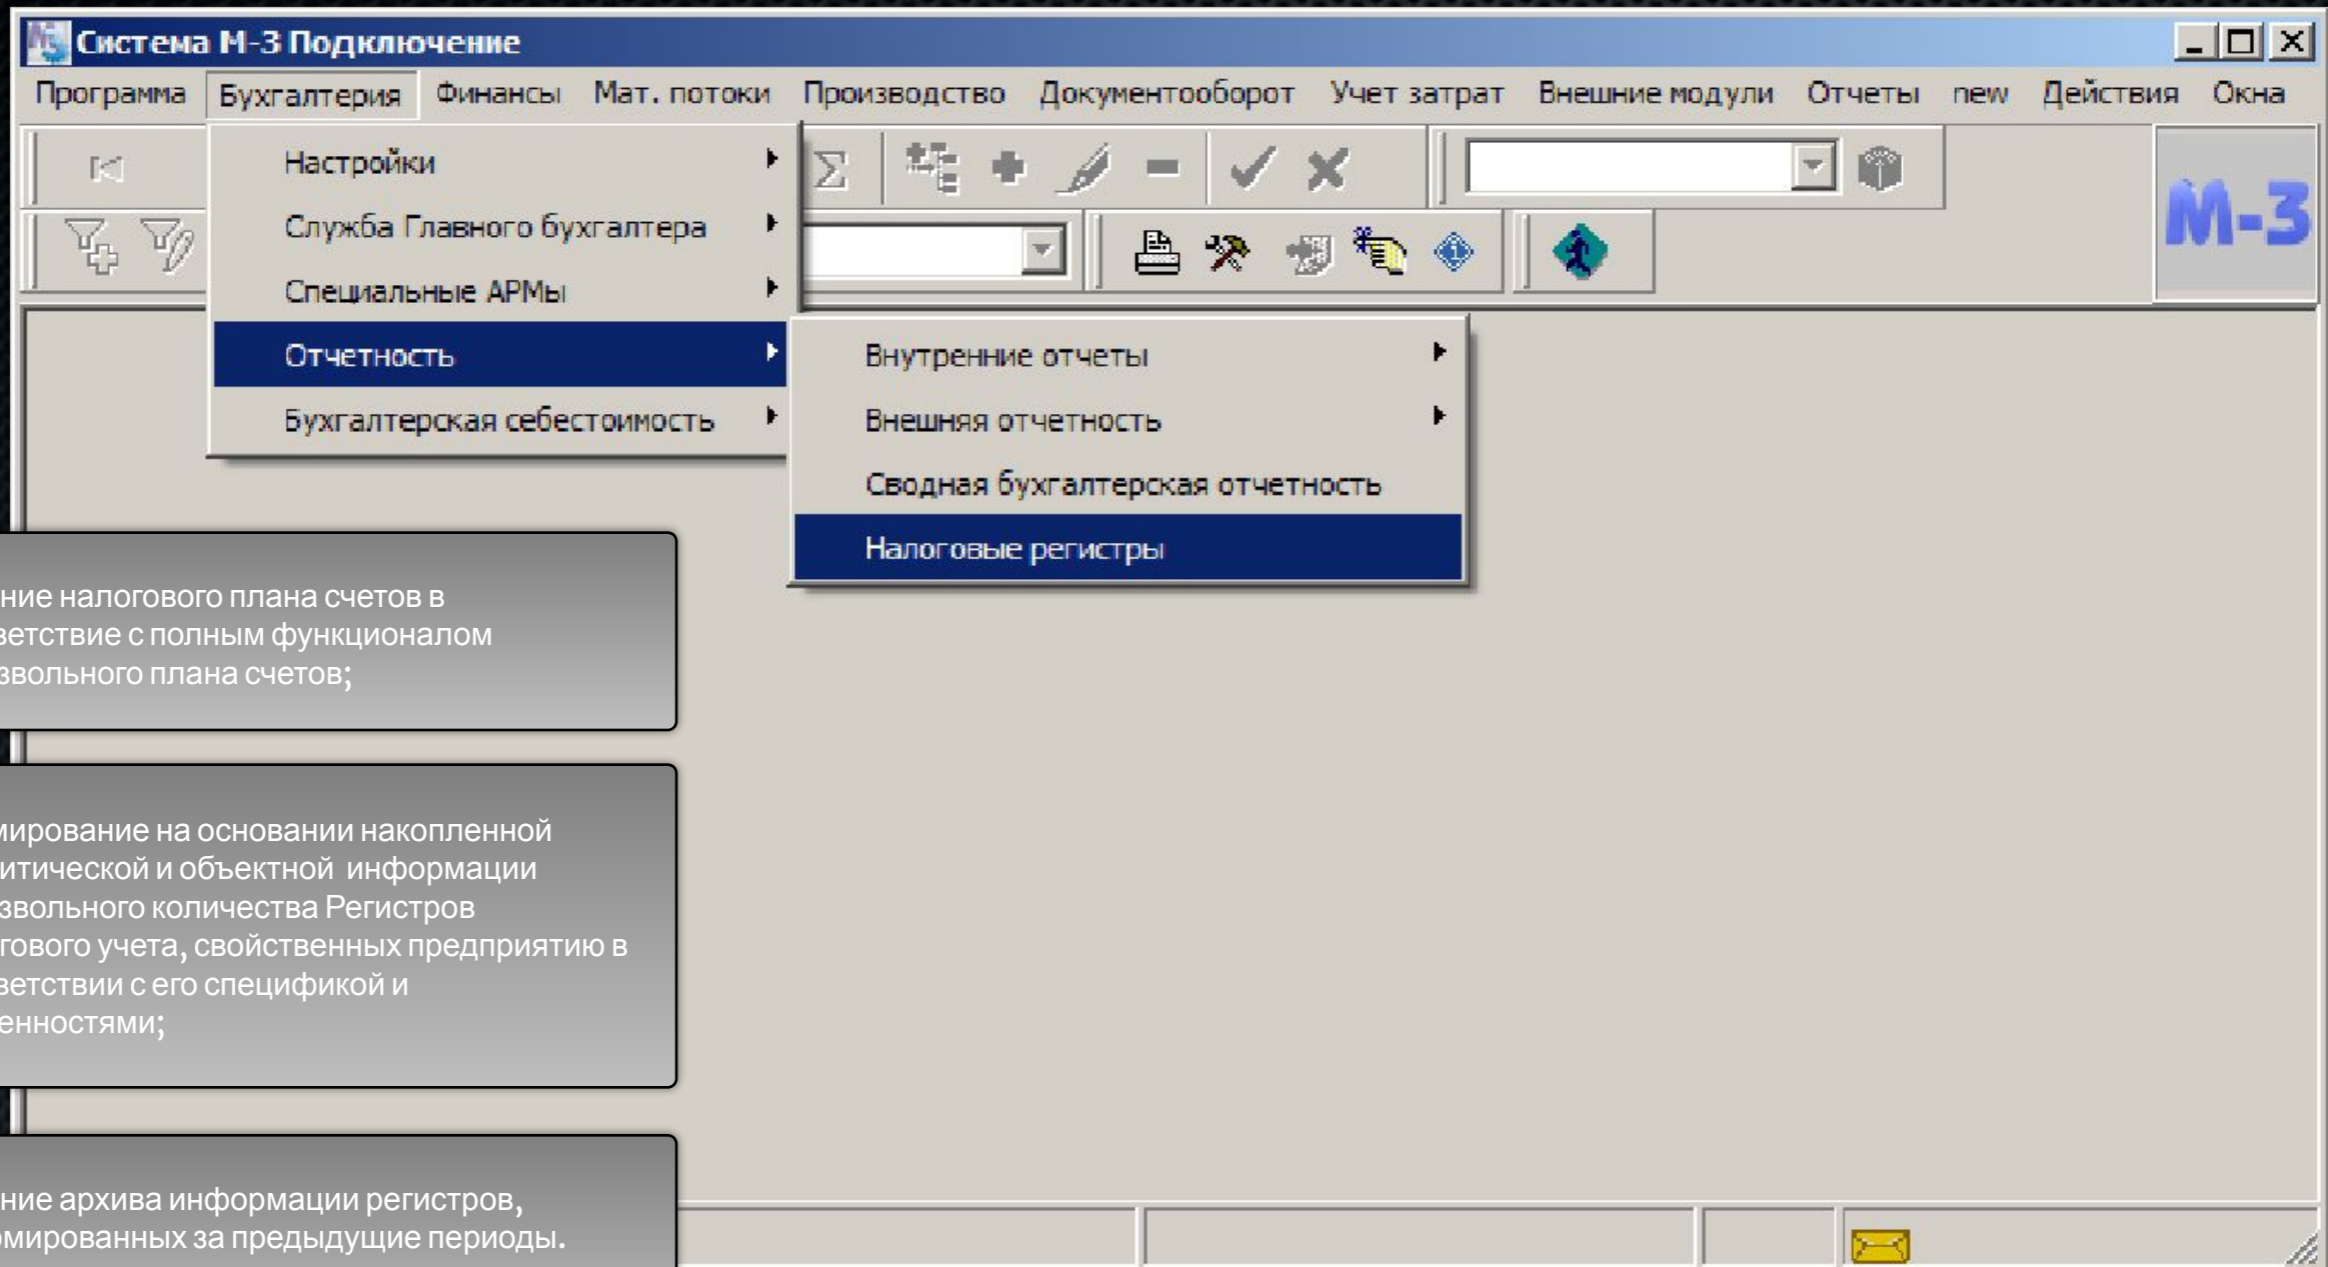 Система М-3 Подключение
Программа Бухгалтерия Финансы Мат. потоки Производство Документооборот Учет затрат Внешние модули Отчеты new Действия Окна
Настройки
Служба Главного бухгалтера
Специальные АРМы
Отчетность
Бухгалтерская себестоимость
М-3
Внутренние отчеты
Внешняя отчетность
Сводная бухгалтерская отчетность
Налоговые регистры
ние налогового плана счетов в
ветствие с полным функционалом
звольного плана счетов;
мирование на основании накопленной
итической и объектной информации
звольного количества Регистров
гового учета, свойственных предприятию в
ветствии с его спецификой и
енностями;
ние архива информации регистров,
рмированных за предыдущие периоды.